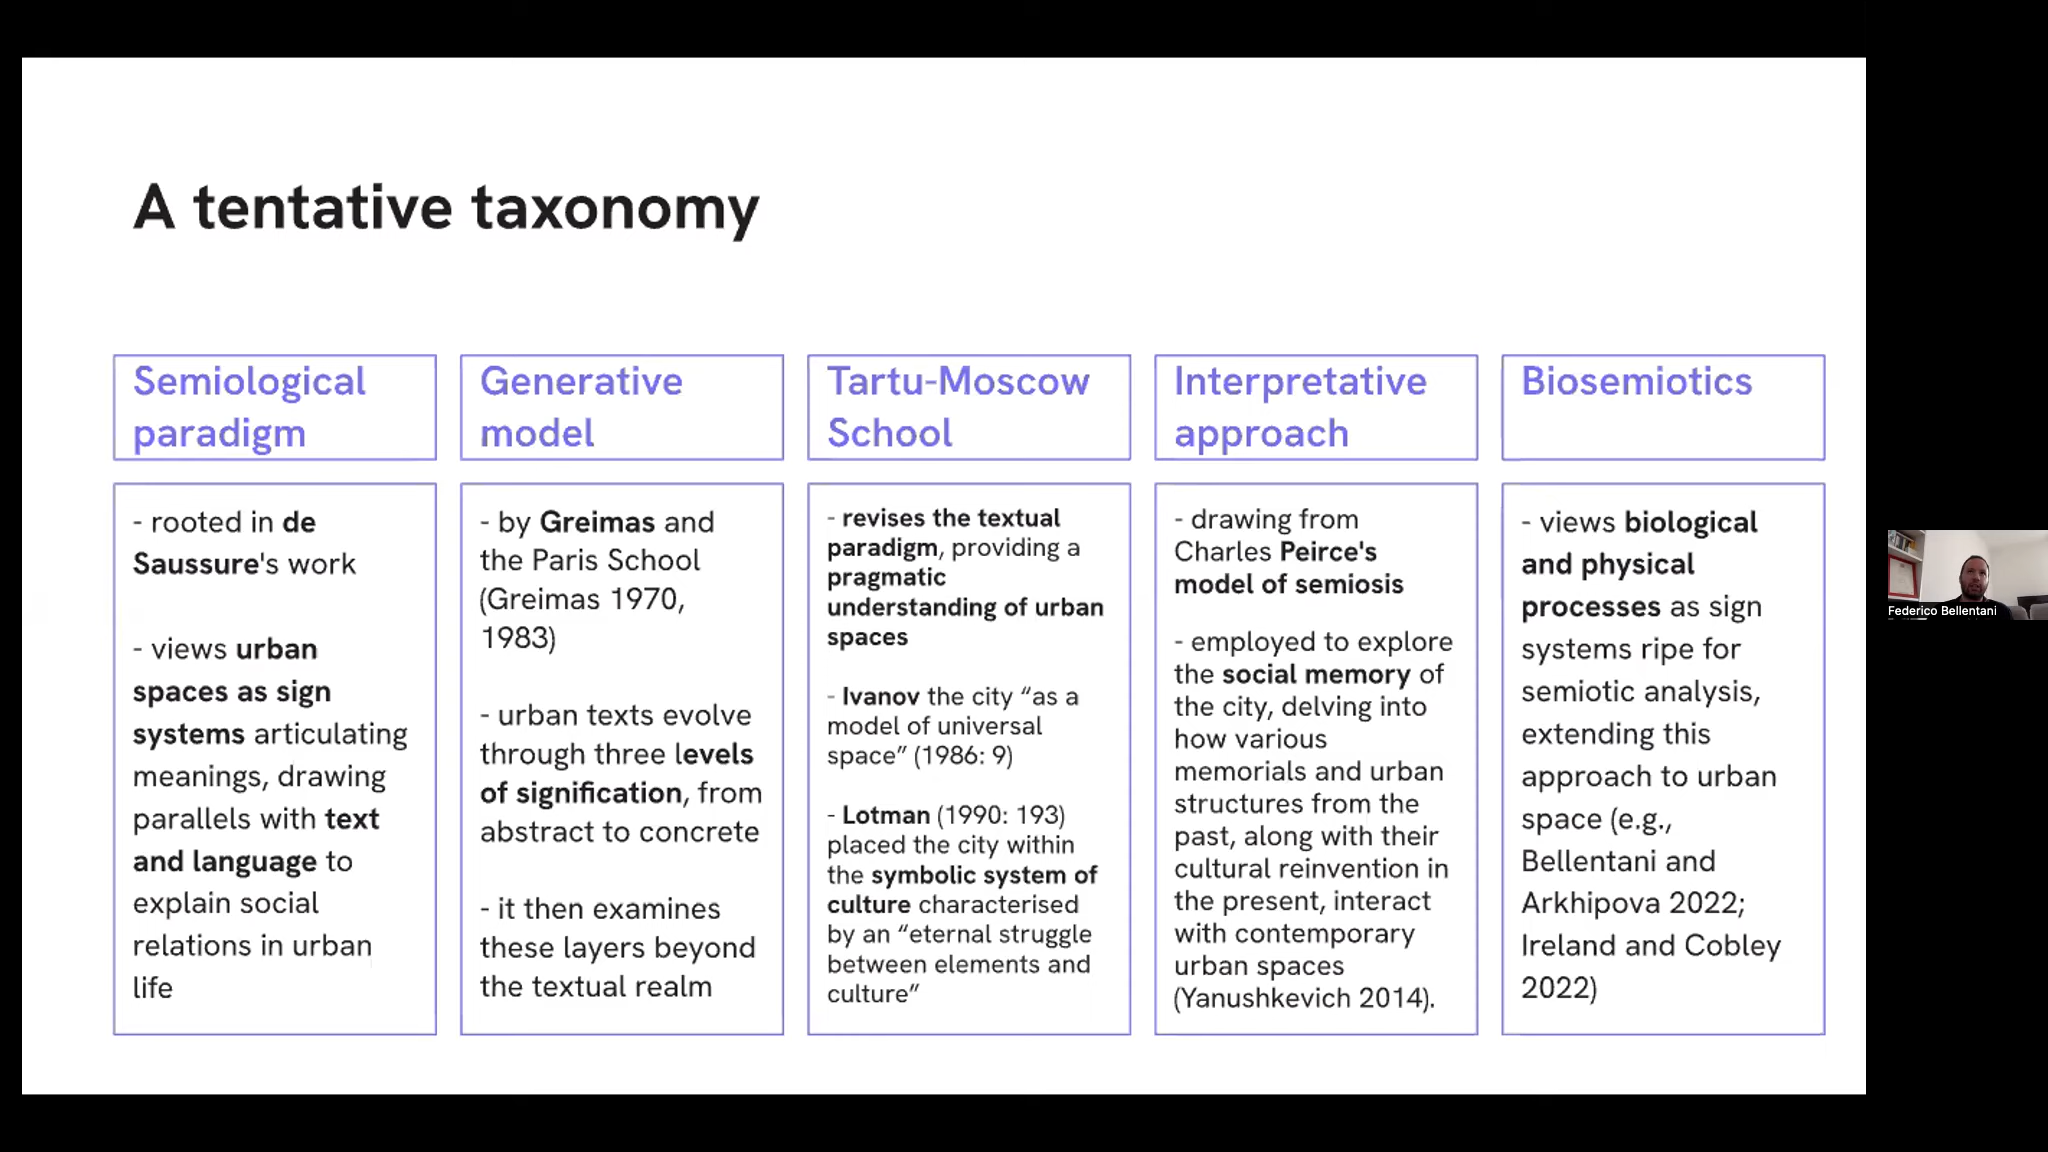 A tentative taxonomy
Semiological
paradigm
- rooted in de
Saussure's work
- views urban
spaces as sign
systems articulating
meanings, drawing
parallels with text
and language to
explain social
relations in urban
life
Generative
model
- by Greimas and
the Paris School
(Greimas 1970,
1983)
- urban texts evolve
through three levels
of signification, from
abstract to concrete
- it then examines
these layers beyond
the textual realm
Tartu-Moscow
School
- revises the textual
paradigm, providing a
pragmatic
understanding of urban
spaces
- Ivanov the city “as a
model of universal
space” (1986: 9)
- Lotman (1990: 193)
placed the city within
the symbolic system of
culture characterised
by an “eternal struggle
between elements and
culture”
Interpretative
approach
- drawing from
Charles Peirce's
model of semiosis
- employed to explore
the social memory of
the city, delving into
how various
memorials and urban
structures from the
past, along with their
cultural reinvention in
the present, interact
with contemporary
urban spaces
(Yanushkevich 2014).
Biosemiotics
- views biological
and physical
processes as sign
systems ripe for
semiotic analysis,
extending this
approach to urban
space (e.g.,
Bellentani and
Arkhipova 2022;
Ireland and Cobley
2022)
Federico Bellentani